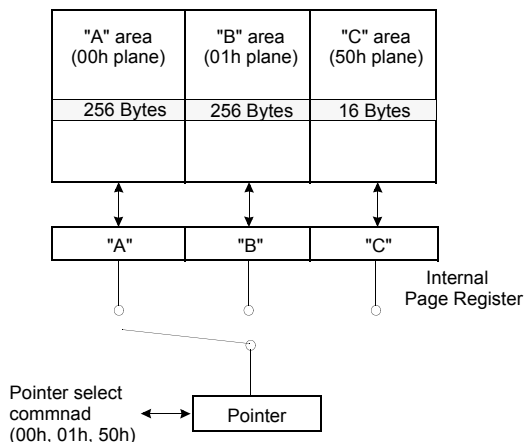 "A" area "B" area "C" area
(00h plane) (01h plane) (50h plane)
256 Bytes 256 Bytes 16 Bytes
"A" "B" "C"
Internal
Page Register
Pointer select
commnad
(00h, 01h, 50h)
Pointer